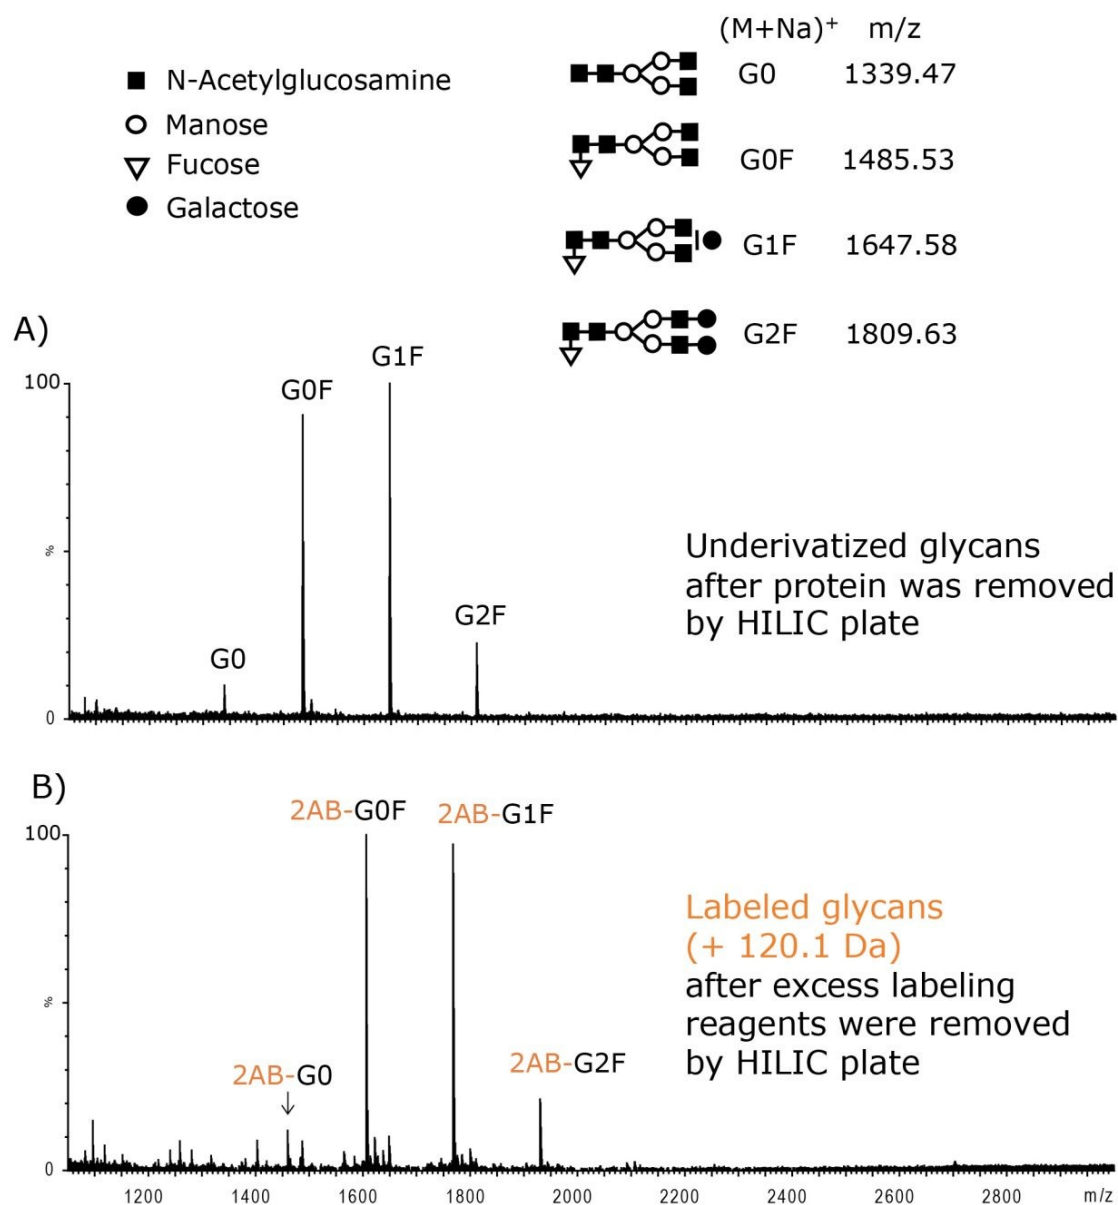 (M+Na)+ m/z
N-Acetylglucosamine
G0 1339.47
Manose
Fucose
G0F 1485.53
Galactose
G1F 1647.58
G2F 1809.63
A)
100
%
0
G0
G0F
G1F
G2F
Underivatized glycans
after protein was removed
by HILIC plate
B)
100
%
0
2AB-G0
2AB-G0F
2AB-G1F
2AB-G2F
Labeled glycans
(+ 120.1 Da)
after excess labeling
reagents were removed
by HILIC plate
1200 1400 1600 1800 2000 2200 2400 2600 2800 m/z